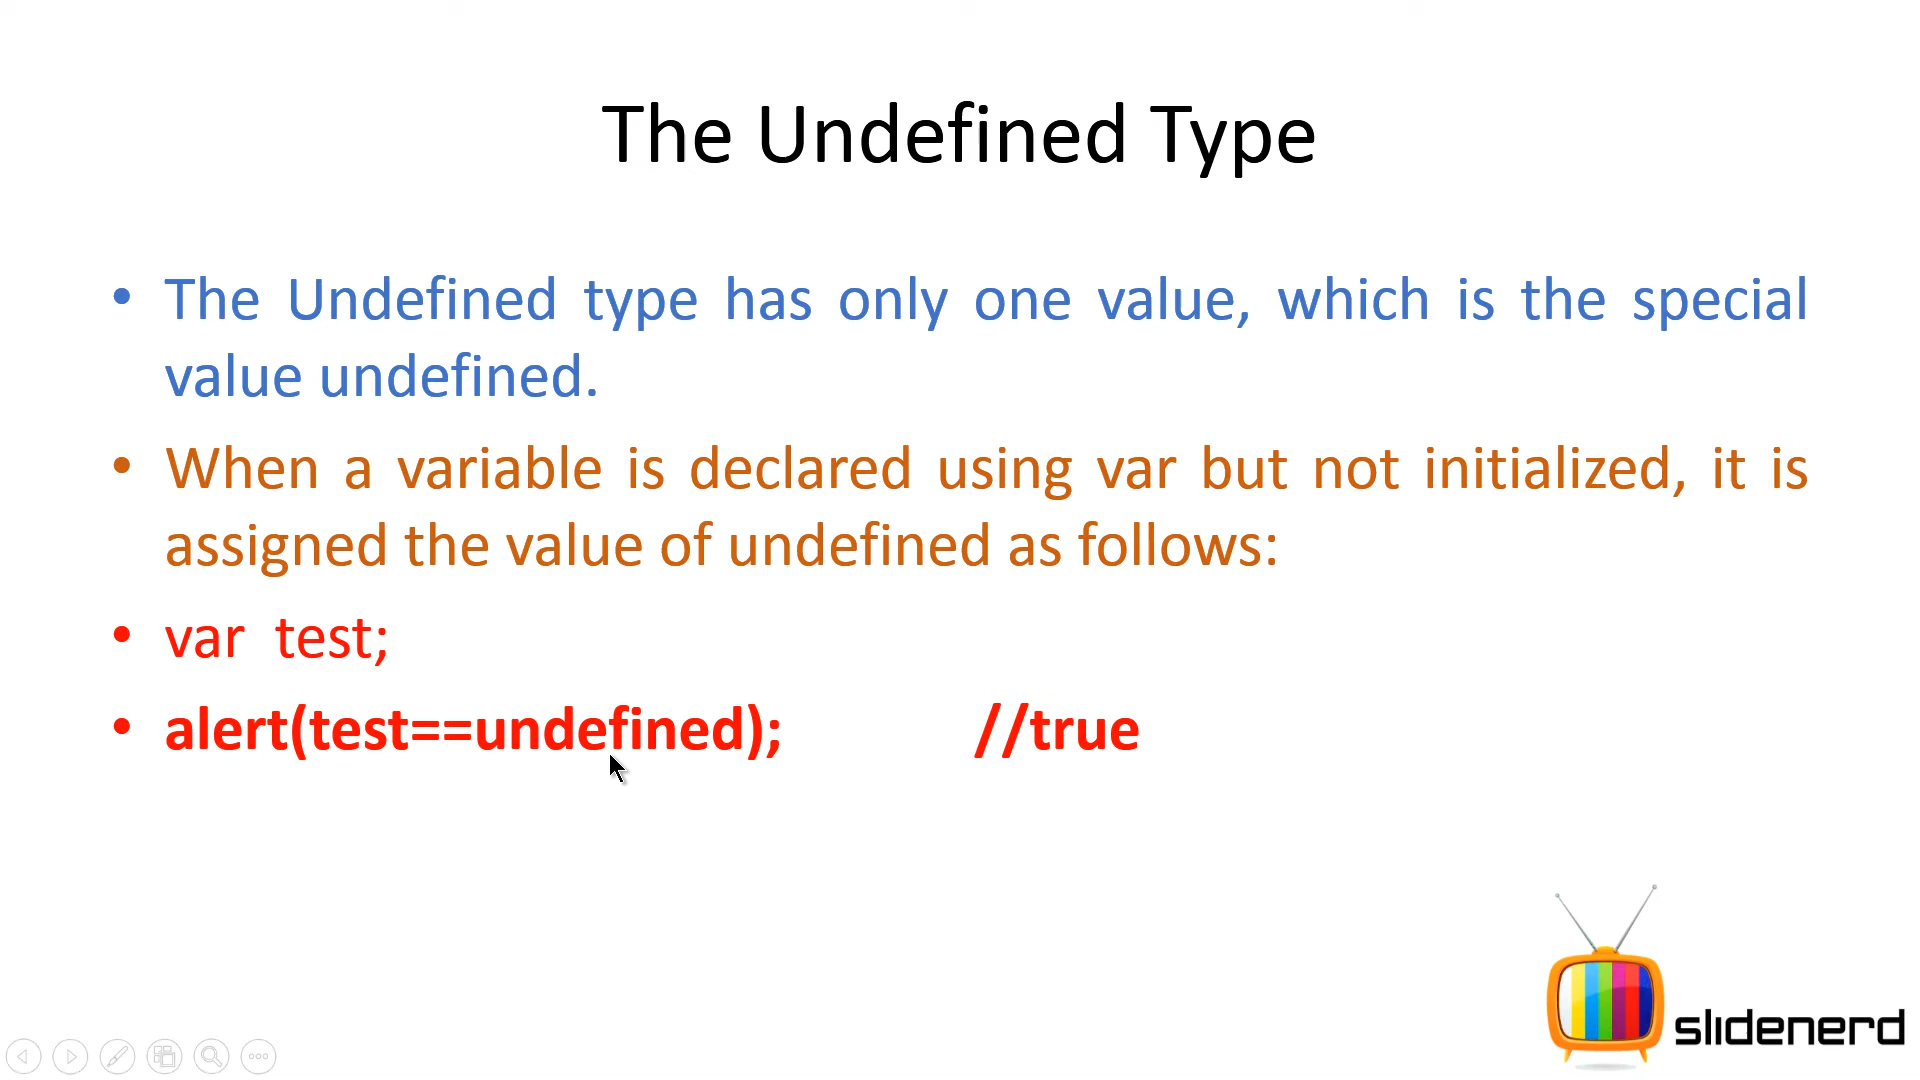 The Undefined Type
• The Undefined type has only one value, which is the special
value undefined.
• When a variable is declared using var but not initialized, it is
assigned the value of undefined as follows:
• var test;
• alert(test==undefined); //true
slidenerd